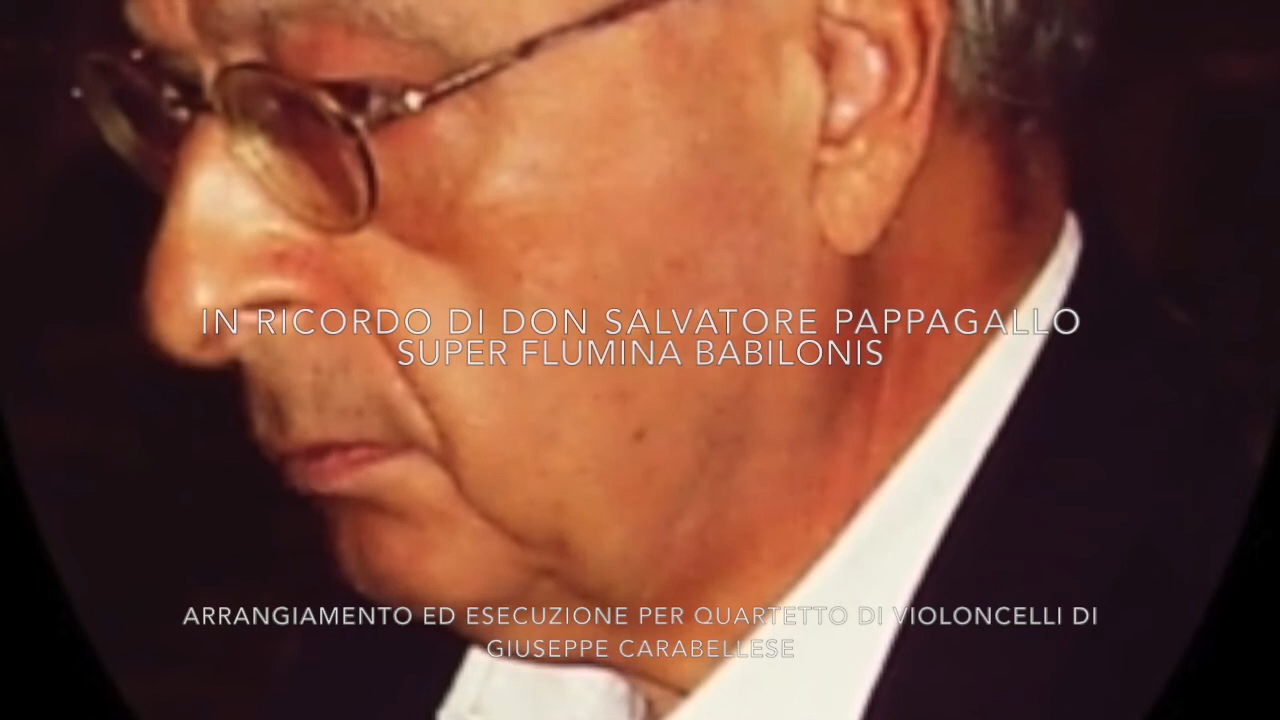 IN RICORDO DI DON SALVATORE PAPPAGALLO
SUPER FLUMINA BABILONIS
ARRANGIAMENTO ED ESECUZIONE PER QUARTETTO DI VIOLONCELLI DI
GIUSEPPE CARABELLESE